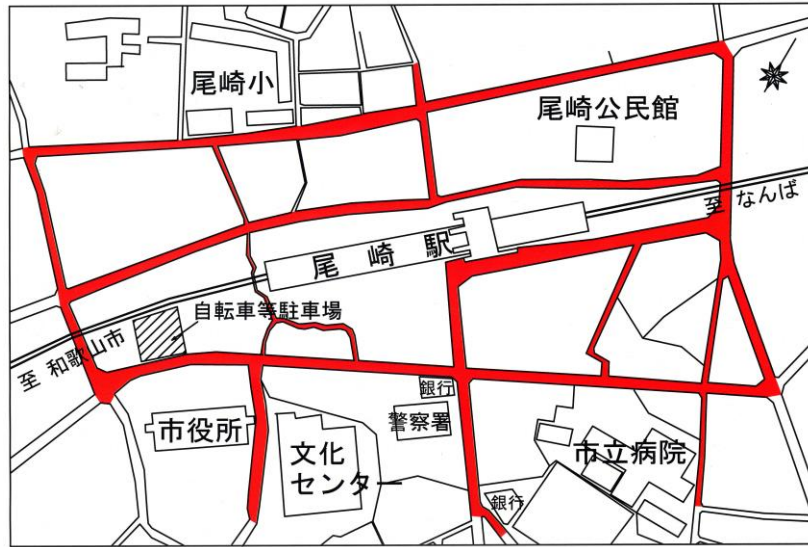 尾崎小
尾崎公民館
至 なんば
尾崎駅
自転車等駐車場
至 和歌山市
銀行
警察署
市役所
文化
センター
市立病院
銀行